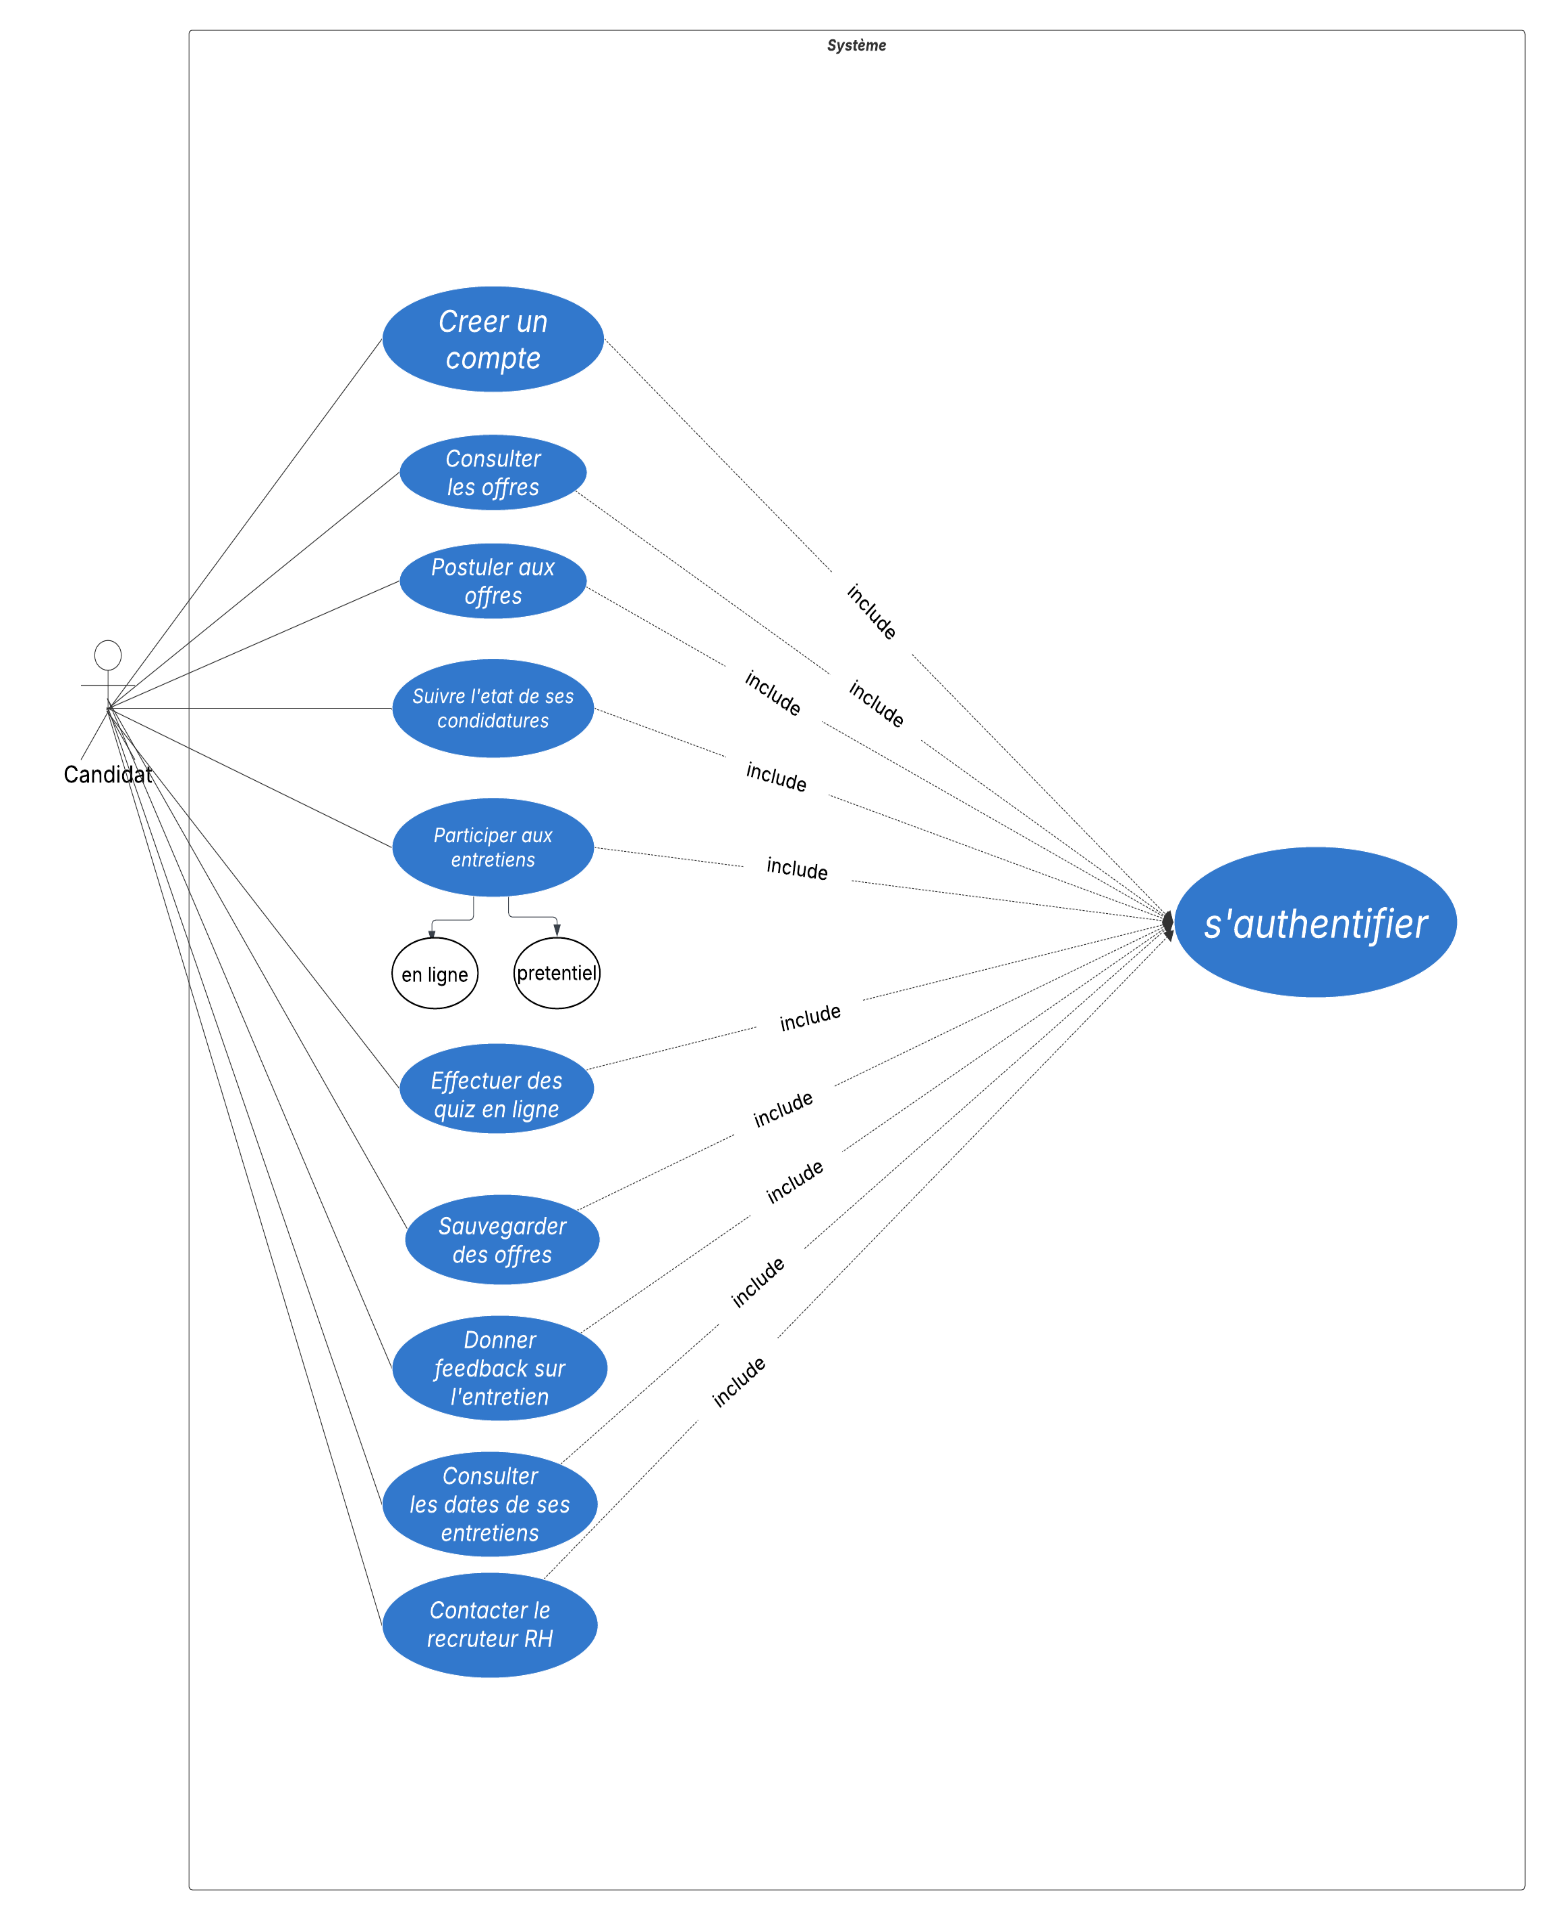 Système
Creer un
compte
Consulter
les offres
Postuler aux
offres
Suivre l'etat de ses
condidatures
Participer aux
entretiens
en ligne
pretentiel
Effectuer des
quiz en ligne
Sauvegarder
des offres
Donner
feedback sur
l'entretien
Consulter
les dates de ses
entretiens
Contacter le
recruteur RH
Candidat
include
include
include
include
include
include
include
include
include
include
s'authentifier